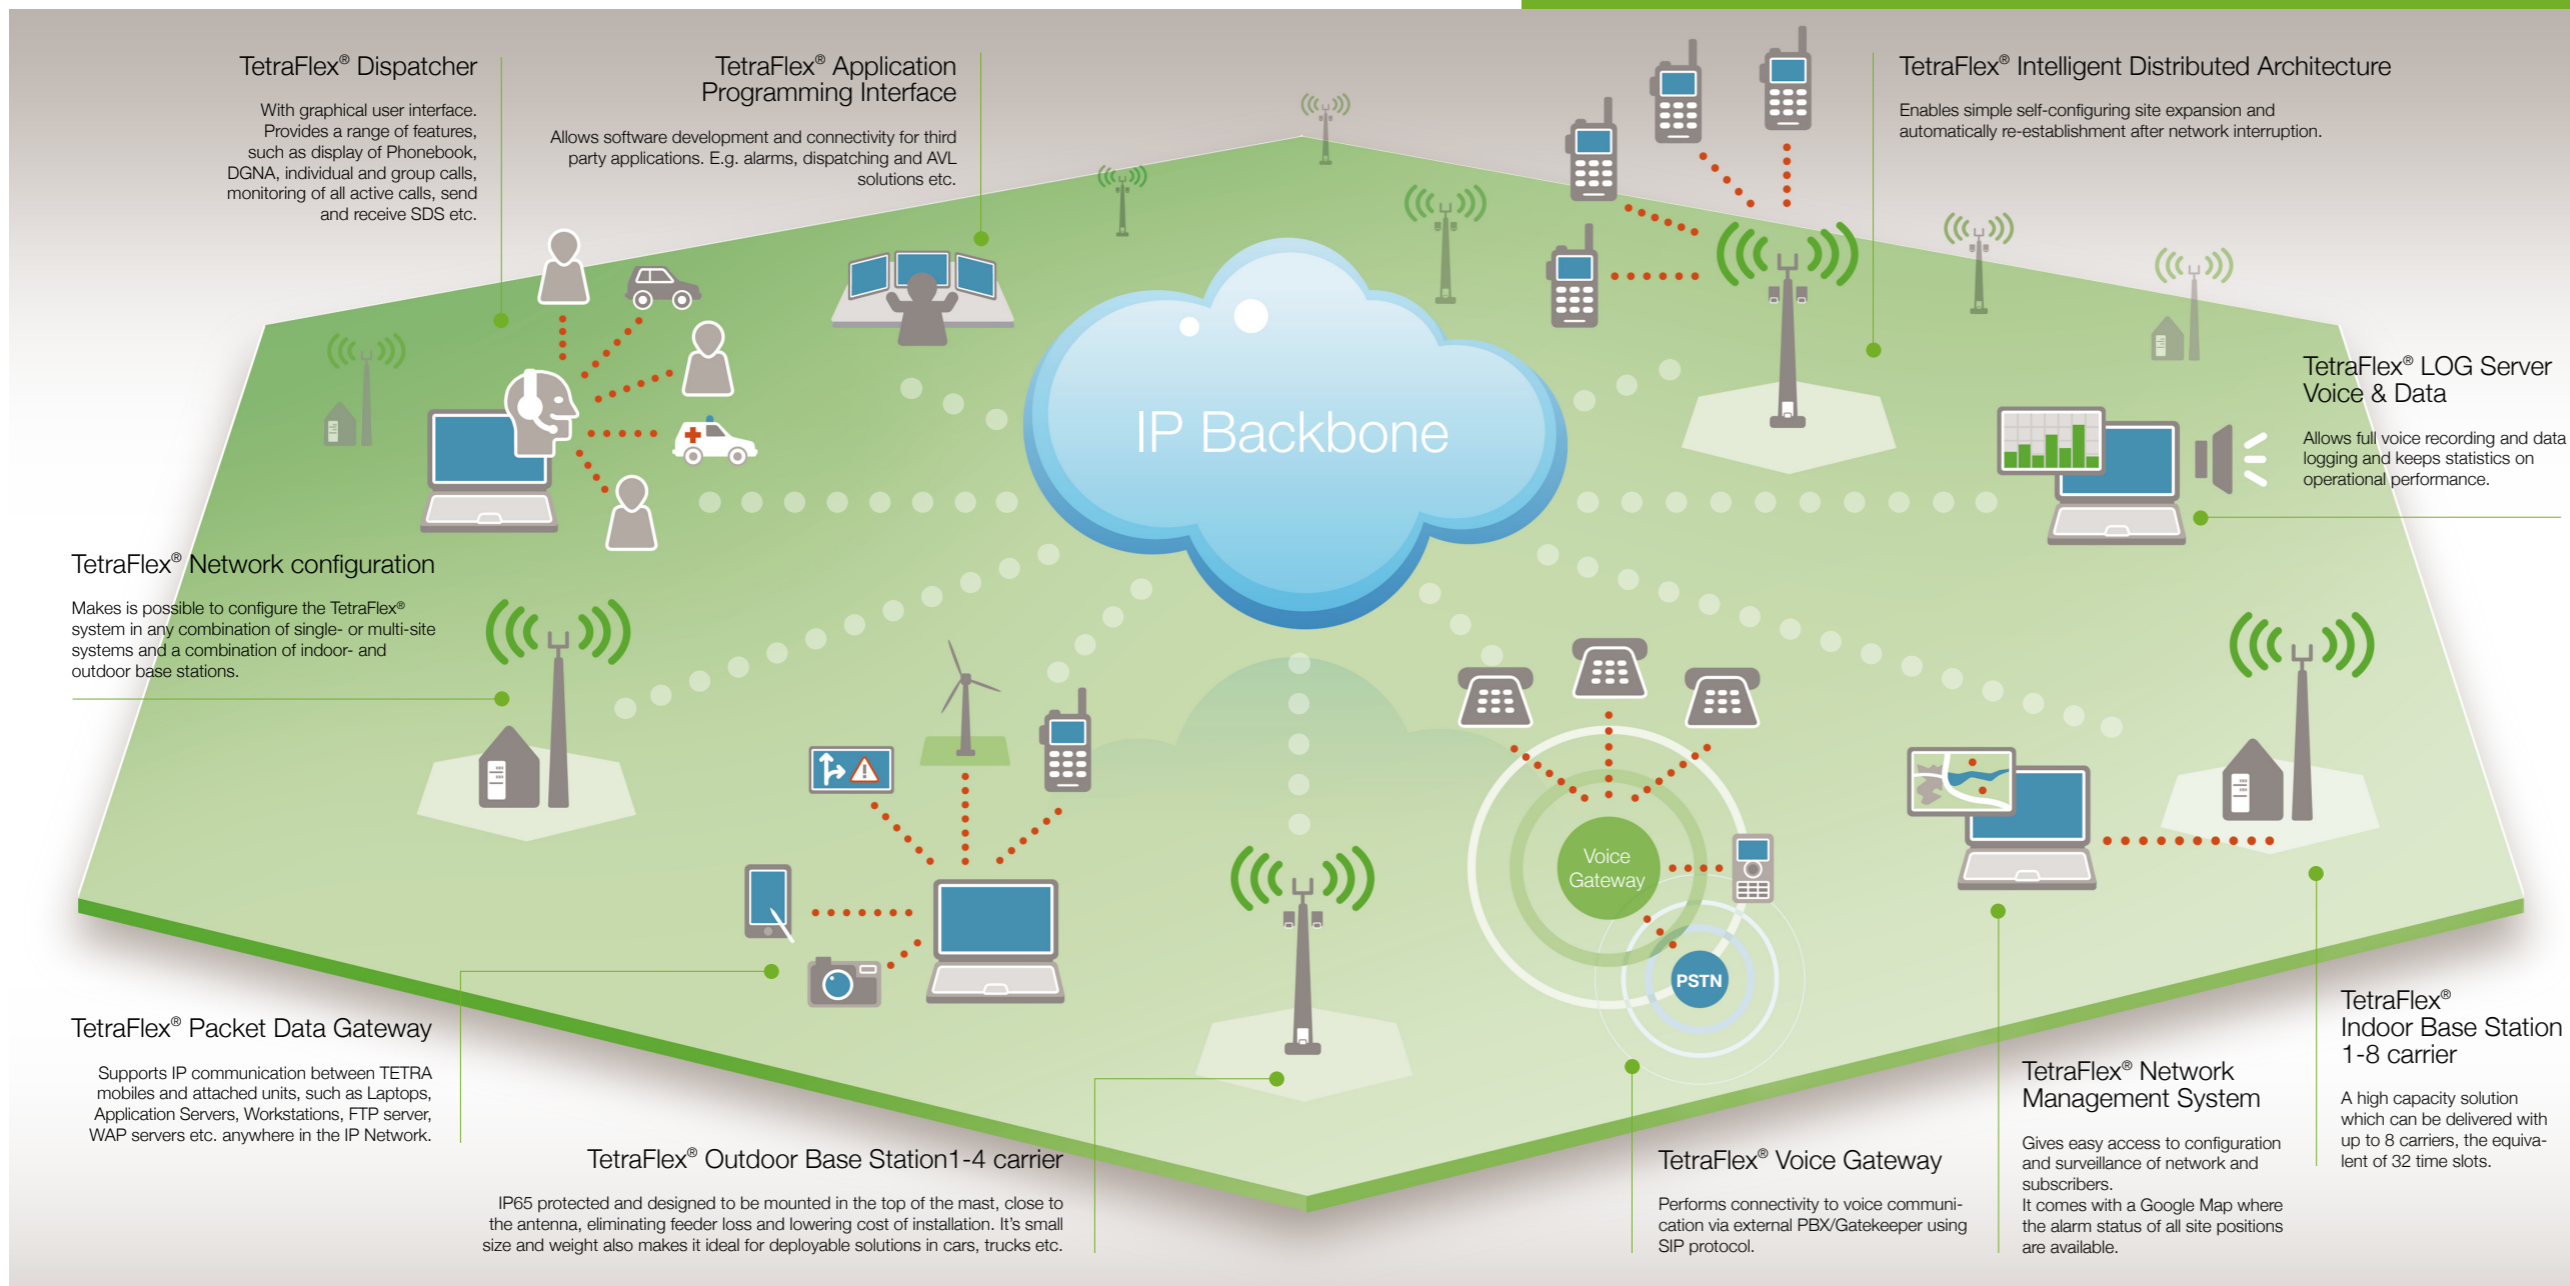 TetraFlex® Dispatcher
With graphical user interface.
Provides a range of features,
such as display of Phonebook,
DGNA, individual and group calls,
monitoring of all active calls, send
and receive SDS etc.
TetraFlex® Application
Programming Interface
Allows software development and connectivity for third
party applications. E.g. alarms, dispatching and AVL
solutions etc.
TetraFlex® Intelligent Distributed Architecture
Enables simple self-configuring site expansion and
automatically re-establishment after network interruption.
IP Backbone
TetraFlex® LOG Server
Voice & Data
Allows full voice recording and data
logging and keeps statistics on
operational performance.
TetraFlex® Network configuration
Makes is possible to configure the TetraFlex®
system in any combination of single- or multi-site
systems and a combination of indoor- and
outdoor base stations.
Voice
Gateway
PSTN
TetraFlex® Packet Data Gateway
Supports IP communication between TETRA
mobiles and attached units, such as Laptops,
Application Servers, Workstations, FTP server,
WAP servers etc. anywhere in the IP Network.
TetraFlex® Outdoor Base Station1-4 carrier
IP65 protected and designed to be mounted in the top of the mast, close to
the antenna, eliminating feeder loss and lowering cost of installation. It's small
size and weight also makes it ideal for deployable solutions in cars, trucks etc.
TetraFlex® Voice Gateway
Performs connectivity to voice communi-
cation via external PBX/Gatekeeper using
SIP protocol.
TetraFlex® Network
Management System
Gives easy access to configuration
and surveillance of network and
subscribers.
It comes with a Google Map where
the alarm status of all site positions
are available.
TetraFlex®
Indoor Base Station
1-8 carrier
A high capacity solution
which can be delivered with
up to 8 carriers, the equiva-
lent of 32 time slots.